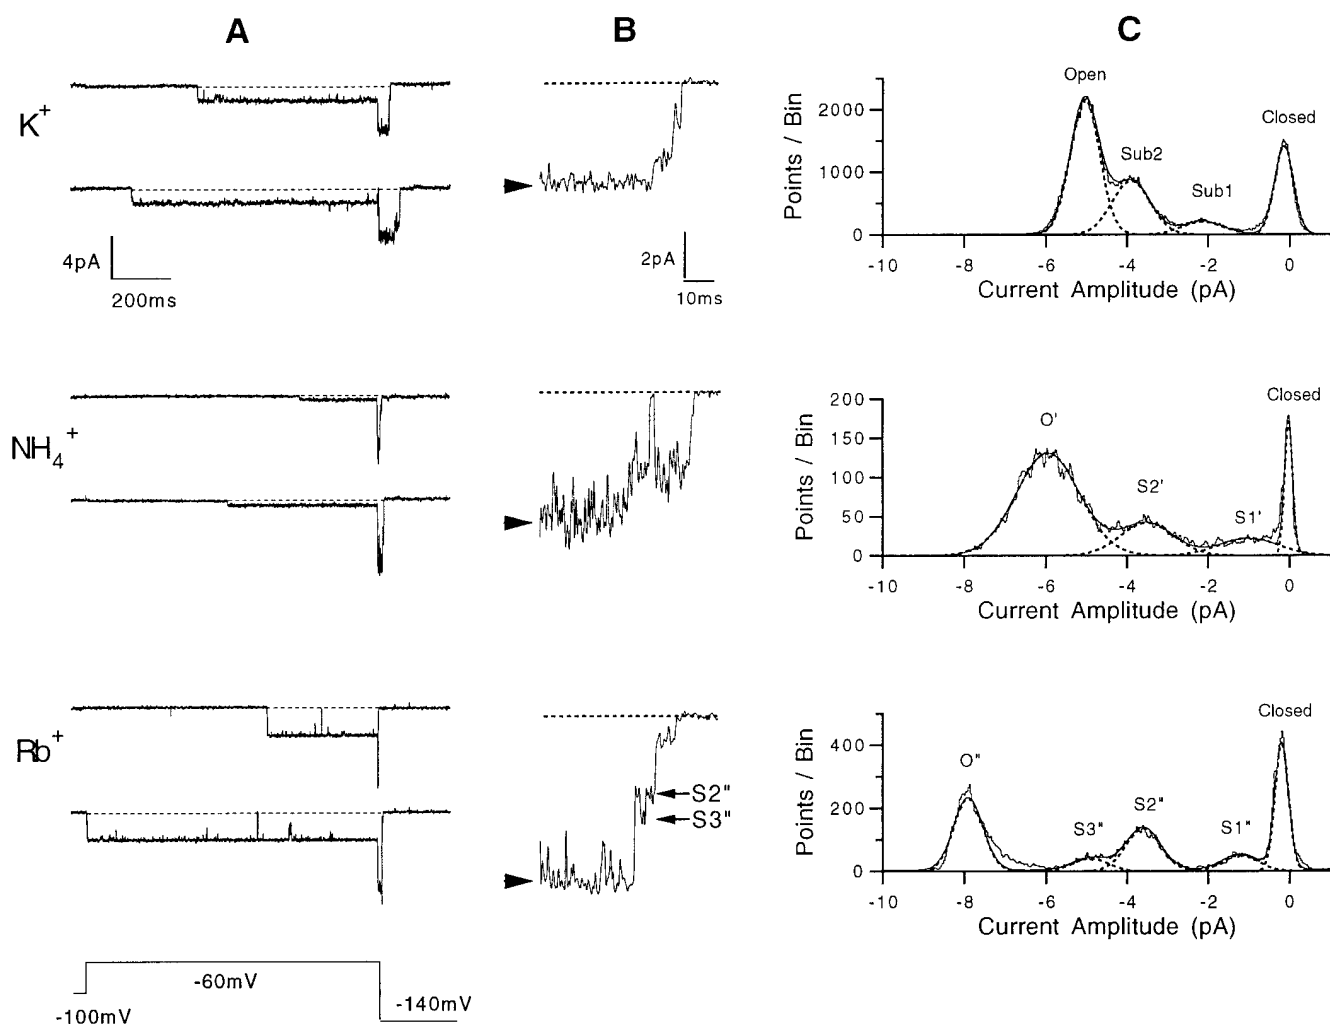 A
B
C
K+
4pA
200ms
2pA
10ms
Open
Sub2
Sub1
Closed
Points / Bin
2000
1000
0
-10 -8 -6 -4 -2 0
Current Amplitude (pA)
NH4+
O'
S2'
S1'
Closed
Points / Bin
200
150
100
50
0
-10 -8 -6 -4 -2 0
Current Amplitude (pA)
Rb+
S2"
S3"
O"
S3"
S2"
S1"
Closed
Points / Bin
400
200
0
-10 -8 -6 -4 -2 0
Current Amplitude (pA)
-100mV
-60mV
-140mV